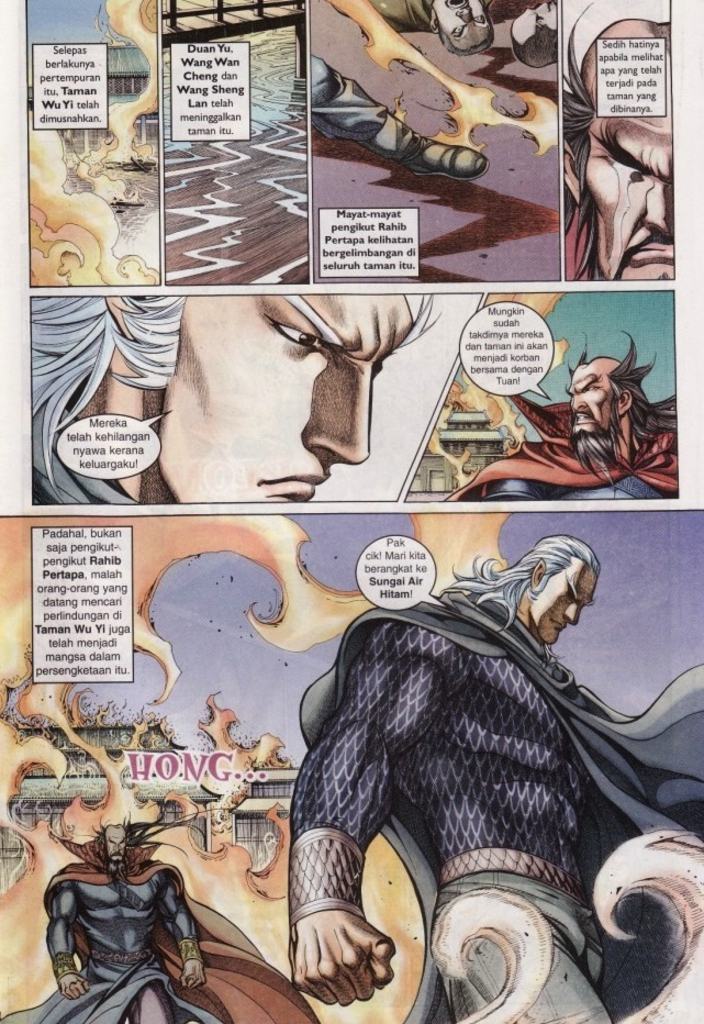 Selepas
berlakunya
pertempuran
itu, Taman
Wu Yi telah
dimusnahkan.
Duan Yu,
Wang Wan
Cheng dan
Wang Sheng
Lan telah
meninggalkan
taman itu.
Mayat-mayat
pengikut Rahib
Pertapa kelihatan
bergelimbangan di
seluruh taman itu.
Sedih hatinya
apabila melihat
apa yang telah
terjadi pada
taman yang
dibinanya.
Mereka
telah kehilangan
nyawa kerana
keluargaku!
Mungkin
sudah
takdirnya mereka
dan taman ini akan
menjadi korban
bersama dengan
Tuan!
Padahal, bukan
saja pengikut-
pengikut Rahib
Pertapa, malah
orang-orang yang
datang mencari
perlindungan di
Taman Wu Yi juga
telah menjadi
mangsa dalam
persengketaan itu.
Pak
cik! Mari kita
berangkat ke
Sungai Air
Hitam!
HONG...